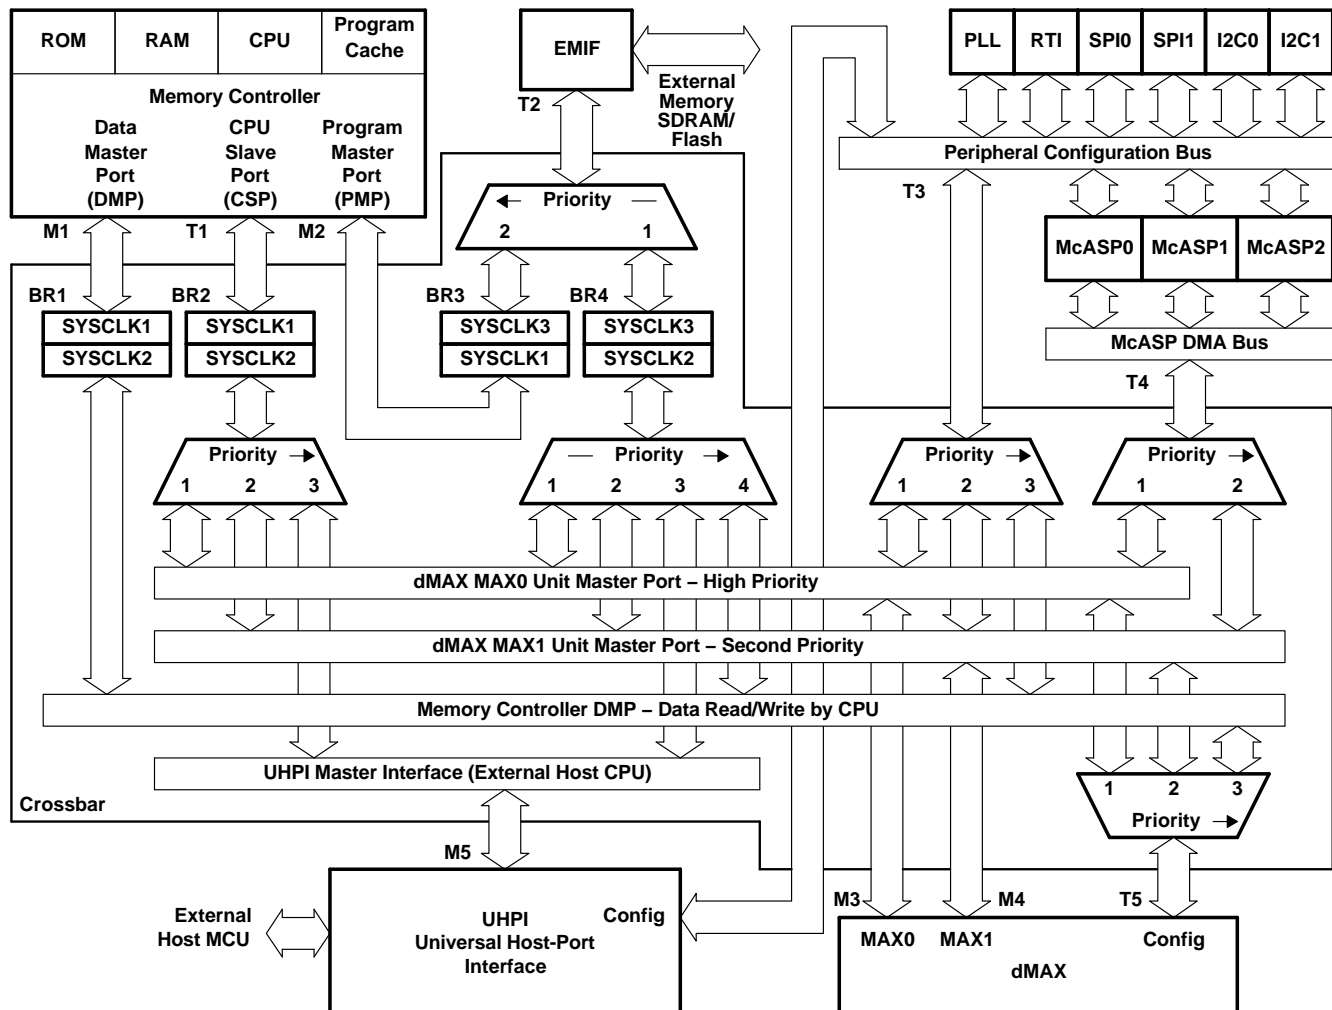 ROM
RAM
CPU
Program
Cache
Memory Controller
Data
Master
Port
(DMP)
CPU
Slave
Port
(CSP)
Program
Master
Port
(PMP)
EMIF
External
Memory
SDRAM/
Flash
T2
PLL
RTI
SPI0
SPI1
I2C0
I2C1
Peripheral Configuration Bus
T3
Priority
2
1
M1
T1
M2
McASP0
McASP1
McASP2
BR1
BR2
BR3
BR4
SYSCLK1
SYSCLK2
SYSCLK1
SYSCLK2
SYSCLK3
SYSCLK1
SYSCLK3
SYSCLK2
McASP DMA Bus
T4
Priority
1
2
3
Priority
1
2
3
4
Priority
1
2
3
Priority
1
2
dMAX MAX0 Unit Master Port – High Priority
dMAX MAX1 Unit Master Port – Second Priority
Memory Controller DMP – Data Read/Write by CPU
UHPI Master Interface (External Host CPU)
1
2
3
Priority
Crossbar
M5
M3
M4
T5
External
Host MCU
UHPI
Universal Host-Port
Interface
Config
MAX0
MAX1
Config
dMAX